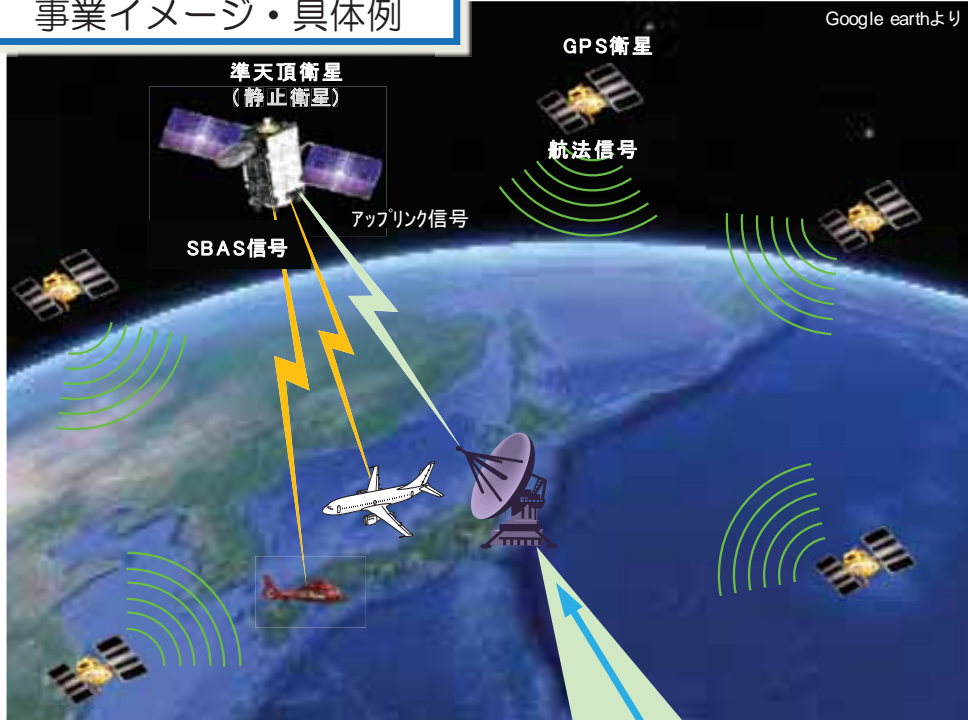 事業イメージ・具体例
Google earthより
GPS衛星
準天頂衛星
(静止衛星)
航法信号
アップリンク信号
SBAS信号